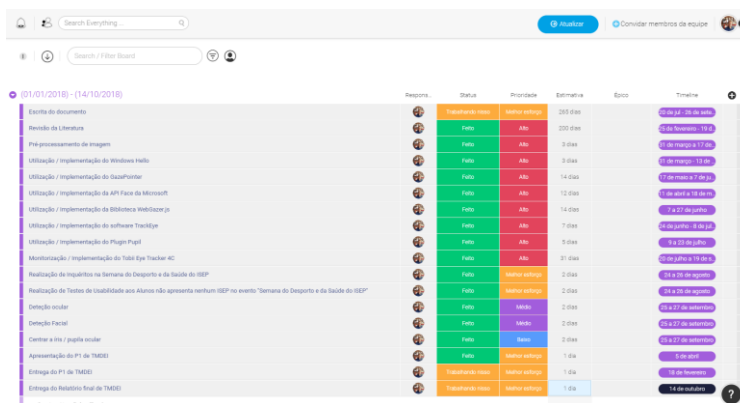 Search Everything...
Atualizar
Convidar membros da equipe
Search / Filter Board
(01/01/2018) - (14/10/2018)
Respons... Status Prioridade Estimativa Épico Timeline
Escrita do documento Trabalhando nisso Melhor esforço 265 dias 20 de jul - 26 de sete...
Revisão da Literatura Feito Alto 200 dias 25 de fevereiro - 19 d...
Pré-processamento de imagem Feito Alto 3 dias 31 de março a 17 de...
Utilização / Implementação do Windows Hello Feito Alto 3 dias 31 de março - 13 de...
Utilização / Implementação do GazePointer Feito Alto 14 dias 17 de maio a 7 de ju...
Utilização / Implementação da API Face da Microsoft Feito Alto 12 dias 11 de abril a 18 de m...
Utilização / Implementação da Biblioteca WebGazer.js Feito Alto 14 dias 7 a 27 de junho
Utilização / Implementação do software TrackEye Feito Alto 7 dias 24 de junho - 8 de jul...
Utilização / Implementação do Plugin Pupil Feito Alto 5 dias 9 a 23 de julho
Monitorização / Implementação do Tobii Eye Tracker 4C Feito Alto 31 dias 20 de julho a 19 de s...
Realização de Inquéritos na Semana do Desporto e da Saúde do ISEP Feito Melhor esforço 2 dias 24 a 26 de agosto
Realização de Testes de Usabilidade aos Alunos não apresenta nenhum ISEP no evento "Semana do Desporto e da Saúde do ISEP" Feito Melhor esforço 2 dias 24 a 26 de agosto
Deteção ocular Feito Médio 2 dias 25 a 27 de setembro
Deteção Facial Feito Médio 2 dias 25 a 27 de setembro
Centrar a íris / pupila ocular Feito Baixo 2 dias 25 a 27 de setembro
Apresentação do P1 de TMDEI Feito Melhor esforço 1 dia 5 de abril
Entrega do P1 de TMDEI Trabalhando nisso Melhor esforço 1 dia 18 de fevereiro
Entrega do Relatório final de TMDEI Trabalhando nisso Melhor esforço 1 dia 14 de outubro
?